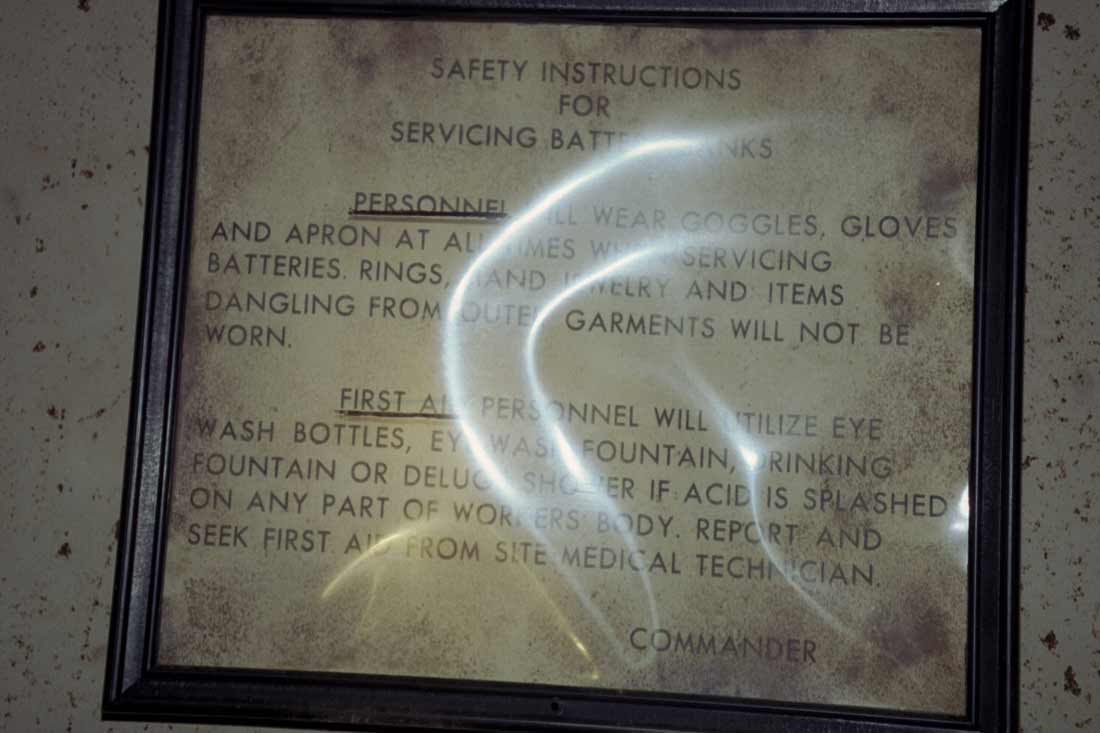 SAFETY INSTRUCTIONS
FOR
SERVICING BATTERY BANKS
PERSONNEL WILL WEAR GOGGLES, GLOVES
AND APRON AT ALL TIMES WHEN SERVICING
BATTERIES. RINGS, HAND JEWELRY AND ITEMS
DANGLING FROM OUTER GARMENTS WILL NOT BE
WORN.
FIRST AID PERSONNEL WILL UTILIZE EYE
WASH BOTTLES, EYE WASH FOUNTAIN, DRINKING
FOUNTAIN OR DELUGE SHOWER IF ACID IS SPLASHED
ON ANY PART OF WORKERS BODY. REPORT AND
SEEK FIRST AID FROM SITE MEDICAL TECHNICIAN.
COMMANDER